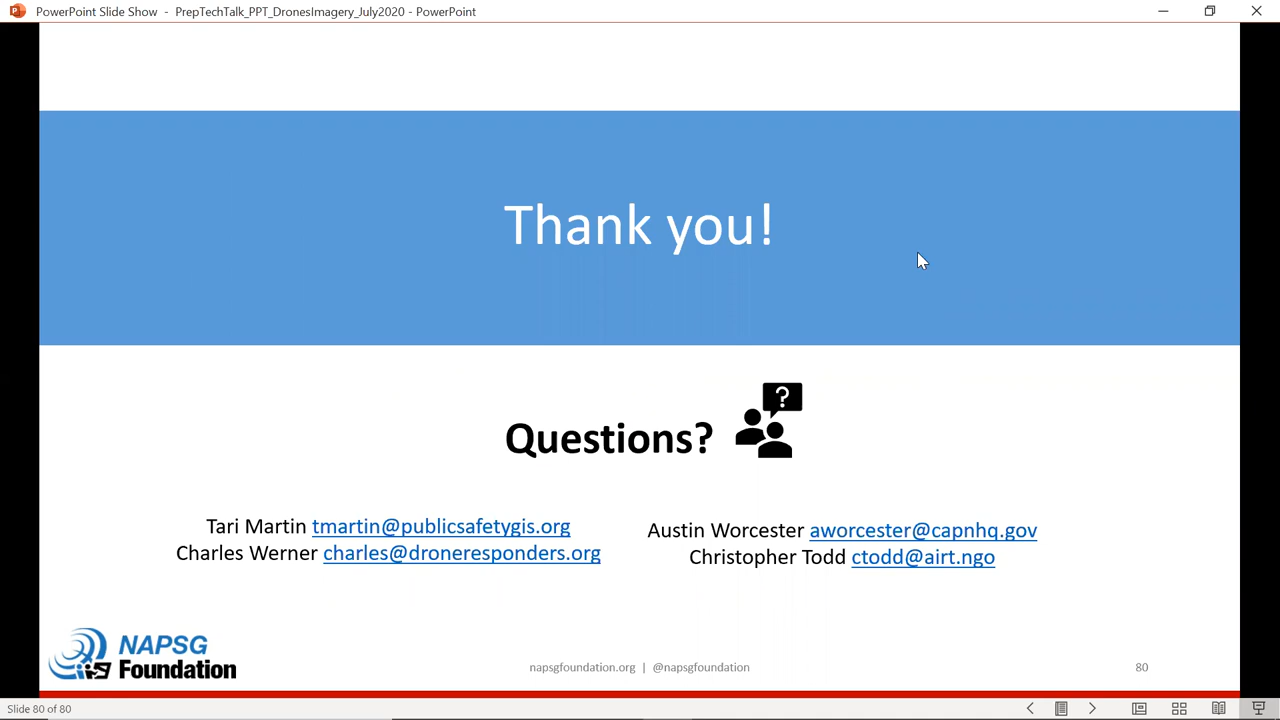 PowerPoint Slide Show - PrepTechTalk_PPT_DronesImagery_July2020 - PowerPoint
Thank you!
?
Questions?
Tari Martin tmartin@publicsafetygis.org
Charles Werner charles@droneresponders.org
Austin Worcester aworcester@capnhq.gov
Christopher Todd ctodd@airt.ngo
NAPSG
Foundation
napsgfoundation.org | @napsgfoundation
80
Slide 80 of 80